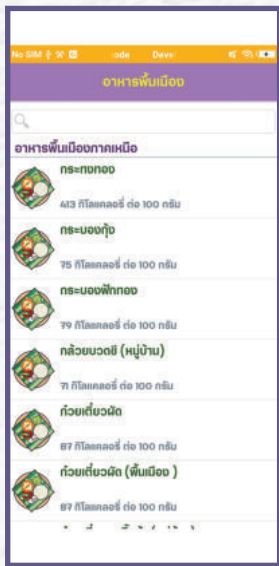 No SIM
อาหารพื้นเมือง
อาหารพื้นเมืองภาคเหนือ
กระทงทอง
413 กิโลแคลอรี่ ต่อ 100 กรัม
กระบองกุ้ง
75 กิโลแคลอรี่ ต่อ 100 กรัม
กระบองฟักทอง
79 กิโลแคลอรี่ ต่อ 100 กรัม
กล้วยบวดชี (หมู่บ้าน)
71 กิโลแคลอรี่ ต่อ 100 กรัม
ก๋วยเตี๋ยวผัด
87 กิโลแคลอรี่ ต่อ 100 กรัม
ก๋วยเตี๋ยวผัด (พื้นเมือง )
87 กิโลแคลอรี่ ต่อ 100 กรัม